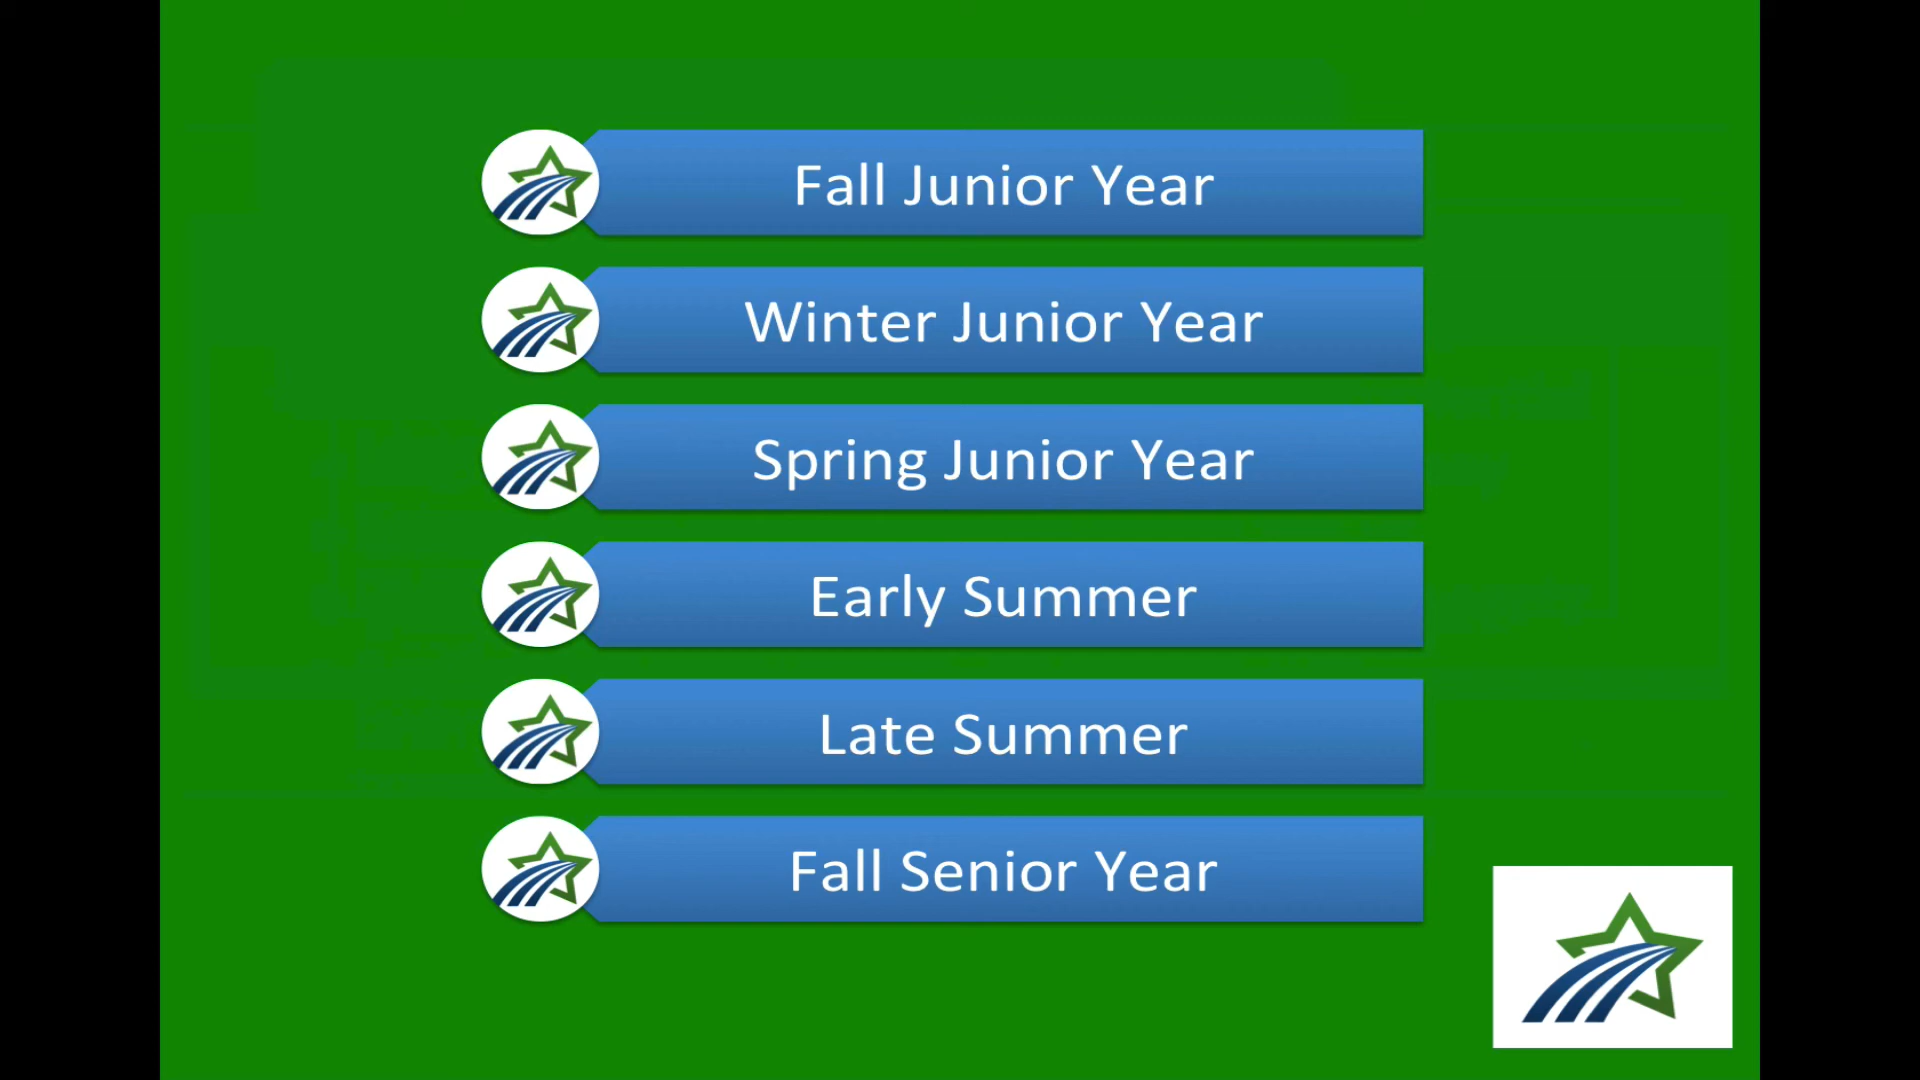 Fall Junior Year
Winter Junior Year
Spring Junior Year
Early Summer
Late Summer
Fall Senior Year